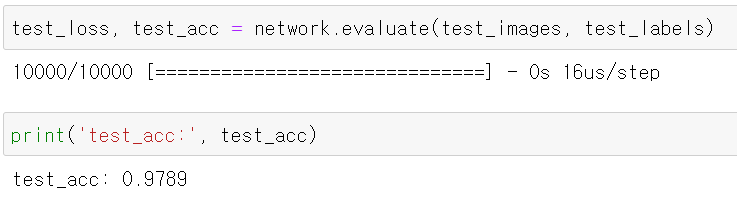 test_loss, test_acc = network.evaluate(test_images, test_labels)
10000/10000 [==============================] - 0s 16us/step
print('test_acc:', test_acc)
test_acc: 0.9789